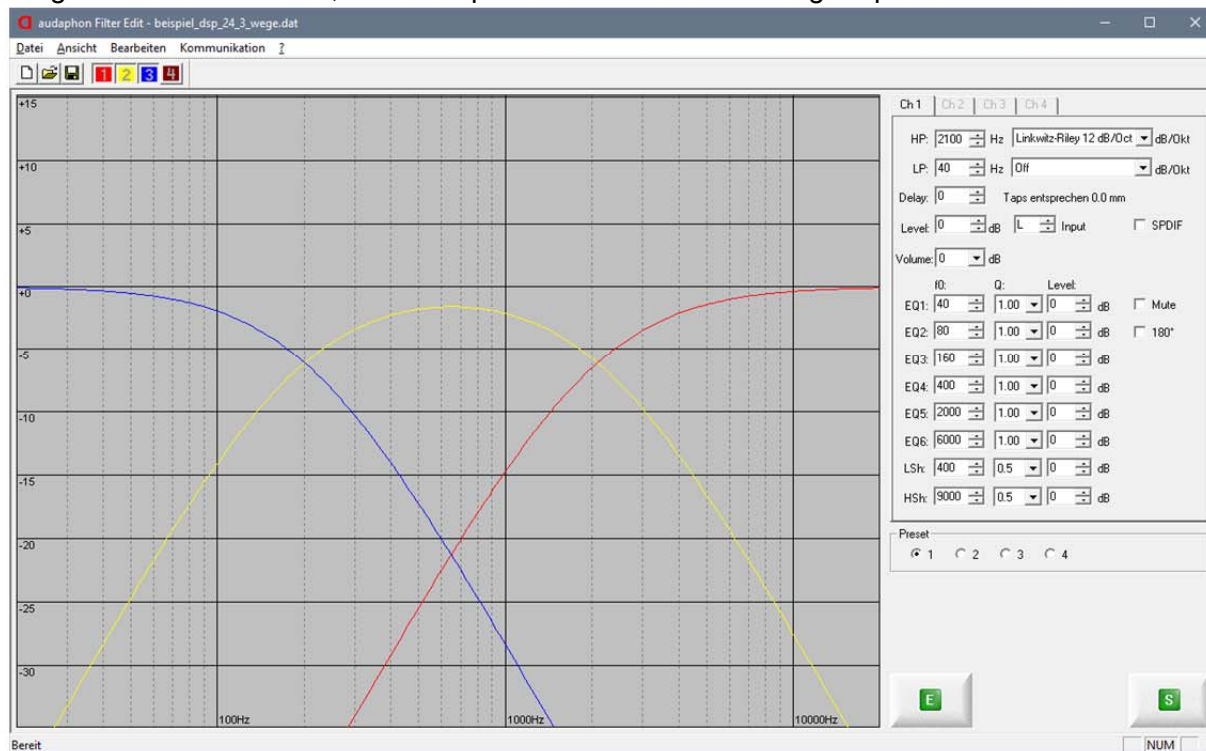 audaphon Filter Edit - beispiel_dsp_24_3_wege.dat
Datei Ansicht Bearbeiten Kommunikation ?
1 2 3 4
+15
+10
+5
+0
-5
-10
-15
-20
-25
-30
100Hz 1000Hz 10000Hz
Ch 1 Ch 2 Ch 3 Ch 4
HP: 2100 Hz Linkwitz-Riley 12 dB/Oct dB/Okt
LP: 40 Hz Off dB/Okt
Delay: 0 Taps entsprechen 0.0 mm
Level: 0 dB L Input SPDIF
Volume: 0 dB
f0: Q: Level:
EQ1: 40 1.00 0 dB Mute
EQ2: 80 1.00 0 dB 180°
EQ3: 160 1.00 0 dB
EQ4: 400 1.00 0 dB
EQ5: 2000 1.00 0 dB
EQ6: 6000 1.00 0 dB
LSh: 400 0.5 0 dB
HSh: 9000 0.5 0 dB
Preset
1 2 3 4
E S
Bereit NUM